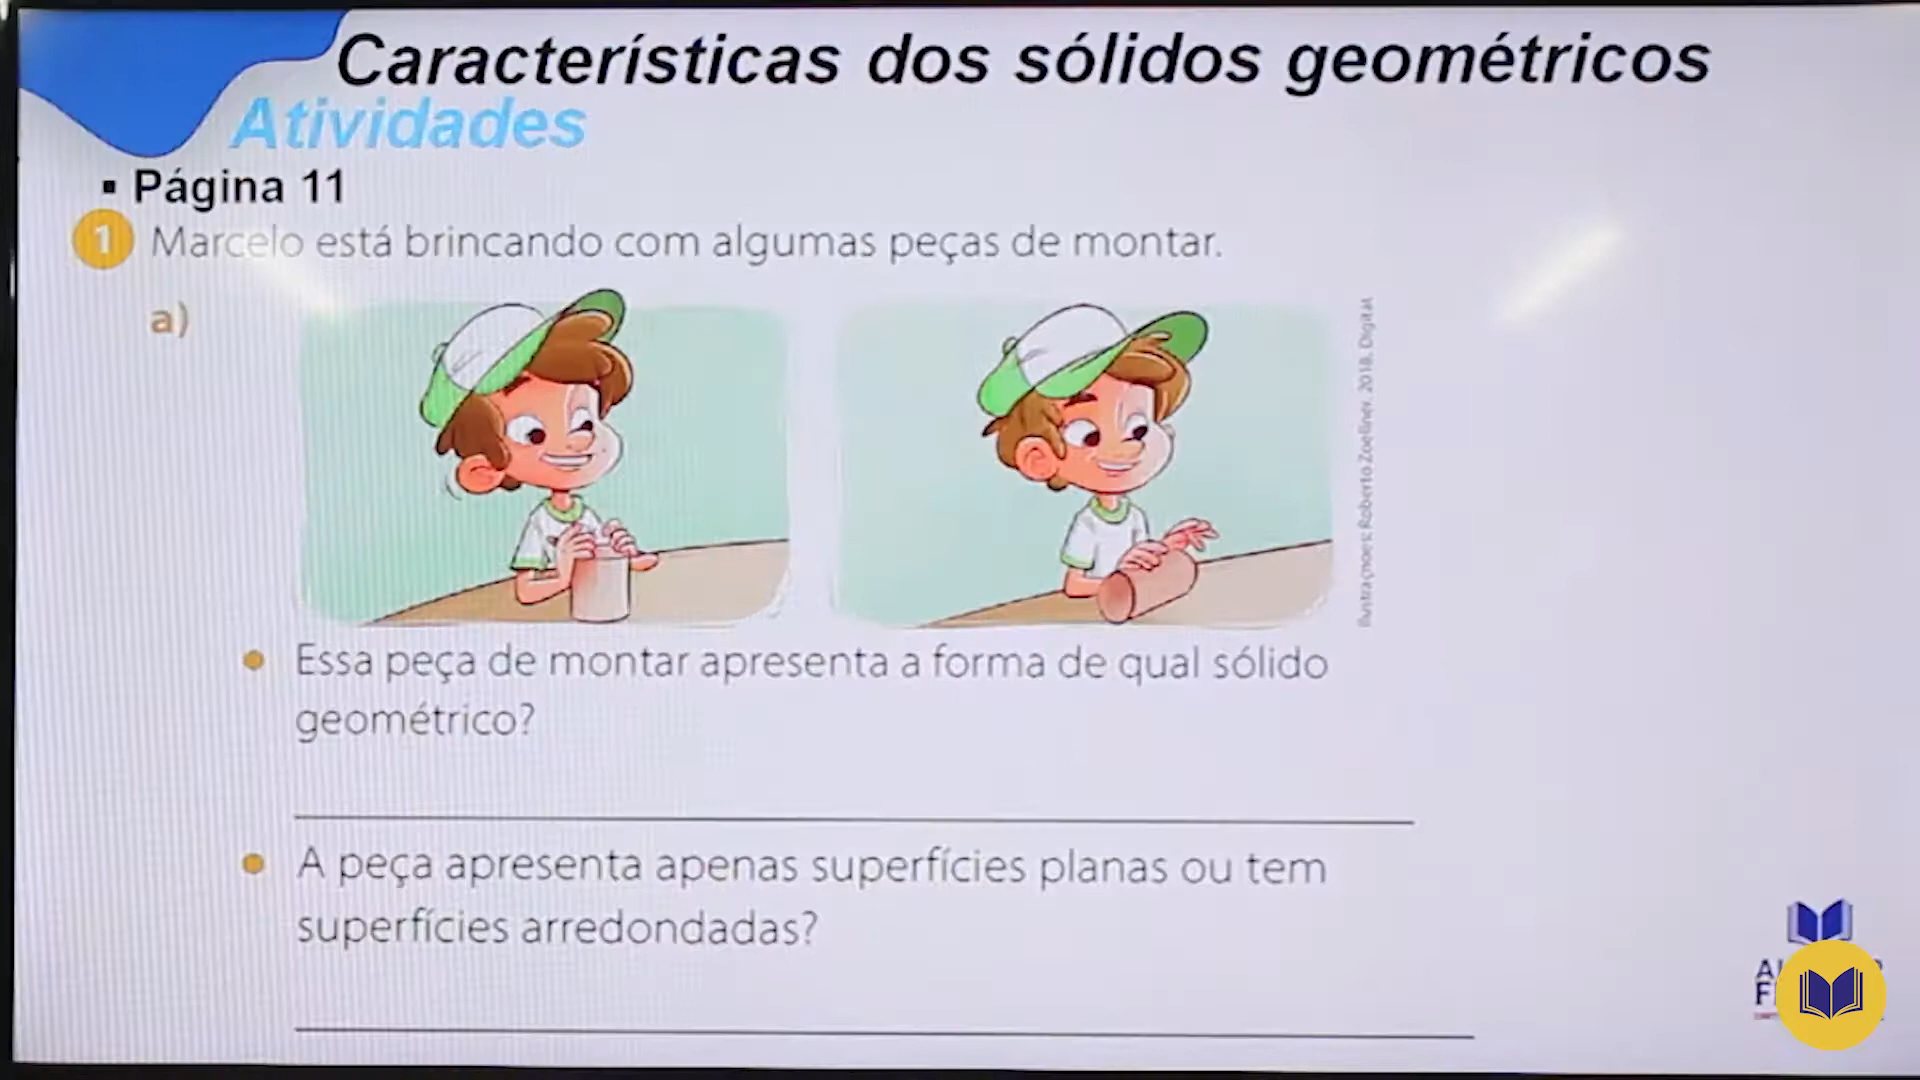 Características dos sólidos geométricos
Atividades
▪ Página 11
1 Marcelo está brincando com algumas peças de montar.
a)
Ilustrações: Roberto Zoellner. 2018. Digital
• Essa peça de montar apresenta a forma de qual sólido
geométrico?
• A peça apresenta apenas superfícies planas ou tem
superfícies arredondadas?